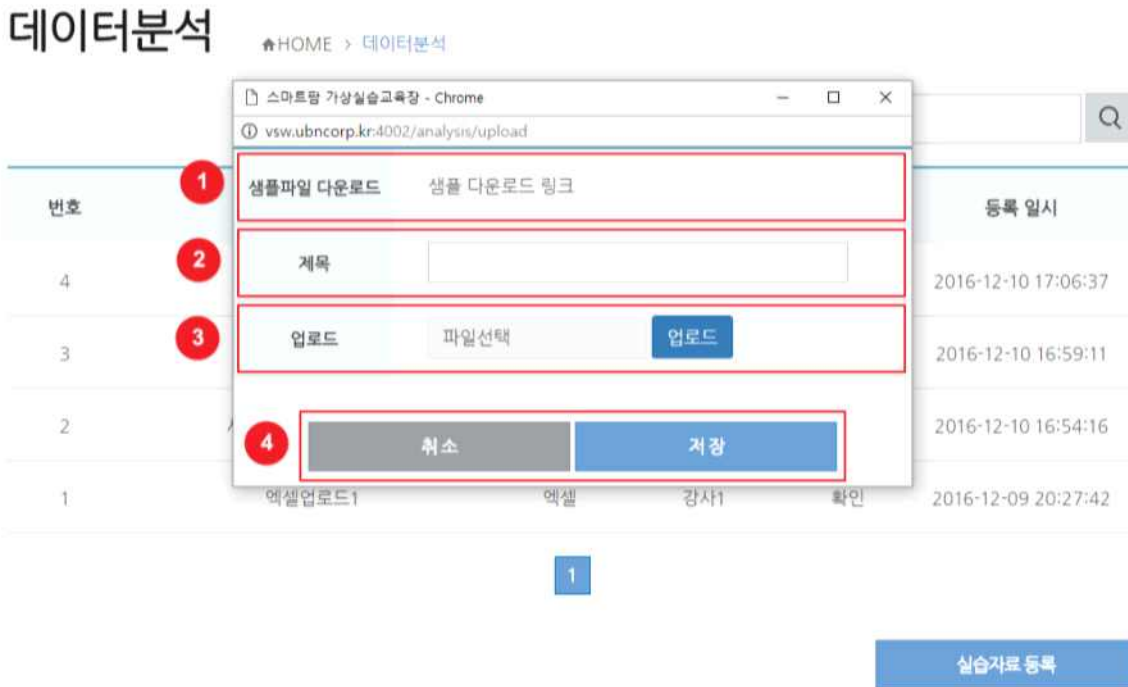 데이터분석
HOME > 데이터분석
스마트팜 가상실습교육장 - Chrome
vsw.ubncorp.kr:4002/analysis/upload
번호
등록 일시
1
샘플파일 다운로드
샘플 다운로드 링크
2
제목
3
업로드
파일선택
업로드
4
취소
저장
4
2016-12-10 17:06:37
3
2016-12-10 16:59:11
2
2016-12-10 16:54:16
1
엑셀업로드1
엑셀
강사1
확인
2016-12-09 20:27:42
1
실습자료 등록